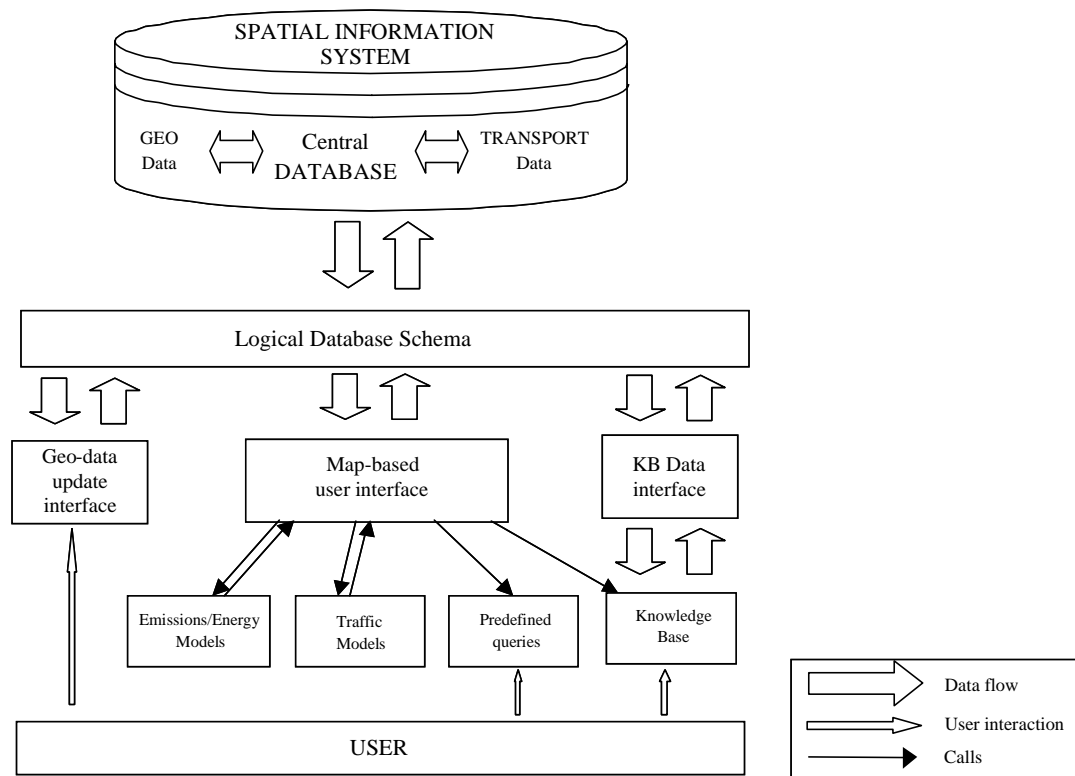 SPATIAL INFORMATION
SYSTEM
GEO
Data
Central
DATABASE
TRANSPORT
Data
Logical Database Schema
Geo-data
update
interface
Map-based
user interface
KB Data
interface
Emissions/Energy
Models
Traffic
Models
Predefined
queries
Knowledge
Base
USER
Data flow
User interaction
Calls